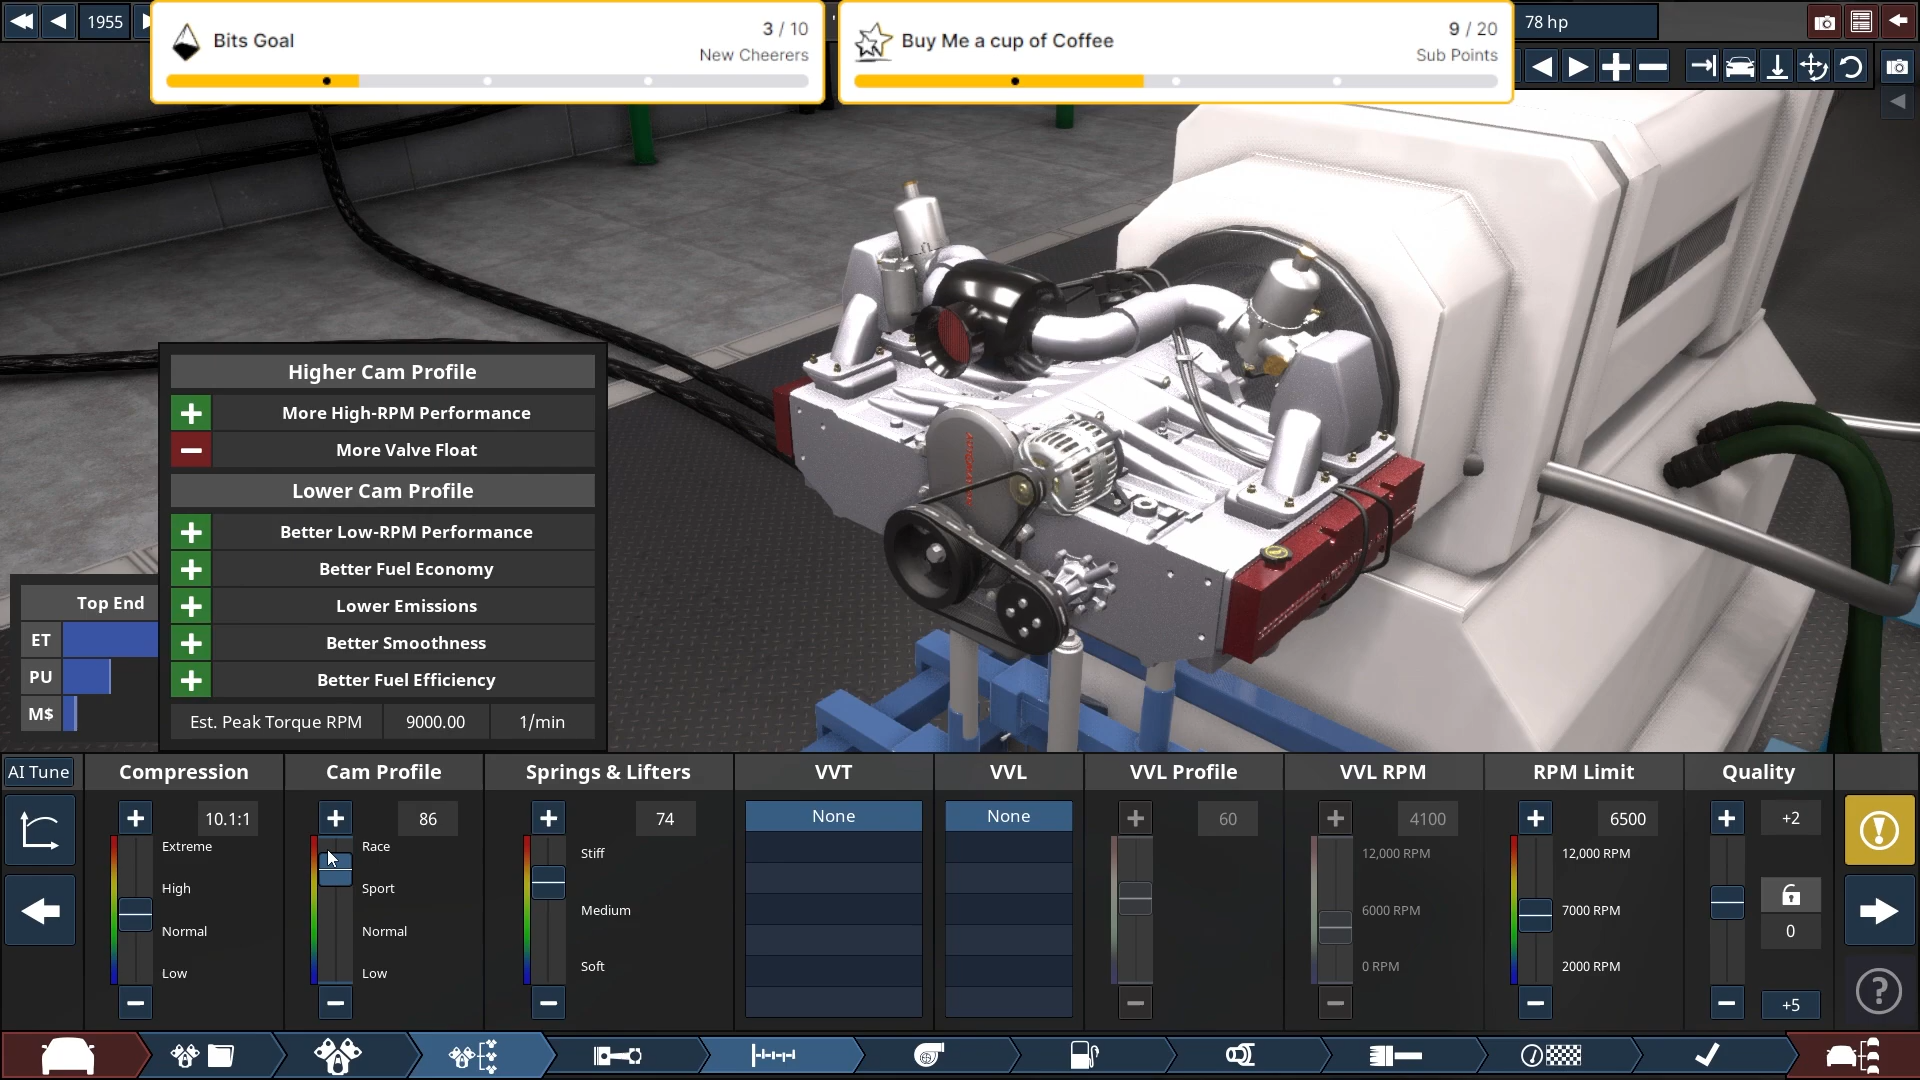 1955
Bits Goal
3 / 10
New Cheerers
Buy Me a cup of Coffee
9 / 20
Sub Points
78 hp
Higher Cam Profile
More High-RPM Performance
More Valve Float
Lower Cam Profile
Better Low-RPM Performance
Better Fuel Economy
Lower Emissions
Better Smoothness
Better Fuel Efficiency
Est. Peak Torque RPM 9000.00 1/min
Top End
ET
PU
M$
AI Tune
Compression
10.1:1
Extreme
High
Normal
Low
Cam Profile
86
Race
Sport
Normal
Low
Springs & Lifters
74
Stiff
Medium
Soft
VVT
None
VVL
None
VVL Profile
60
VVL RPM
4100
12,000 RPM
6000 RPM
0 RPM
RPM Limit
6500
12,000 RPM
7000 RPM
2000 RPM
Quality
+2
0
+5